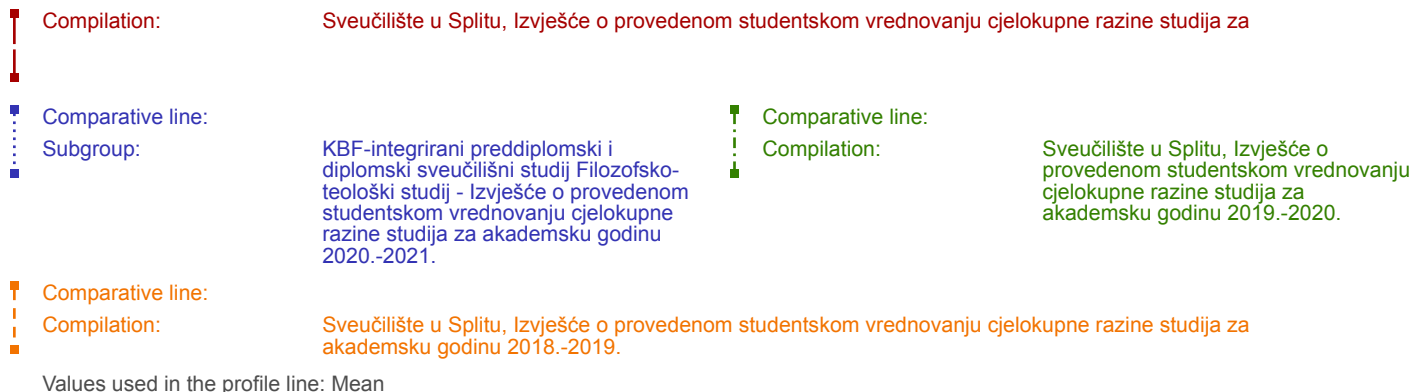 Compilation: Sveučilište u Splitu, Izvješće o provedenom studentskom vrednovanju cjelokupne razine studija za
Comparative line:
Subgroup: KBF-integrirani preddiplomski i
diplomski sveučilišni studij Filozofsko-
teološki studij - Izvješće o provedenom
studentskom vrednovanju cjelokupne
razine studija za akademsku godinu
2020.-2021.
Comparative line:
Compilation: Sveučilište u Splitu, Izvješće o
provedenom studentskom vrednovanju
cjelokupne razine studija za
akademsku godinu 2019.-2020.
Comparative line:
Compilation: Sveučilište u Splitu, Izvješće o provedenom studentskom vrednovanju cjelokupne razine studija za
akademsku godinu 2018.-2019.
Values used in the profile line: Mean